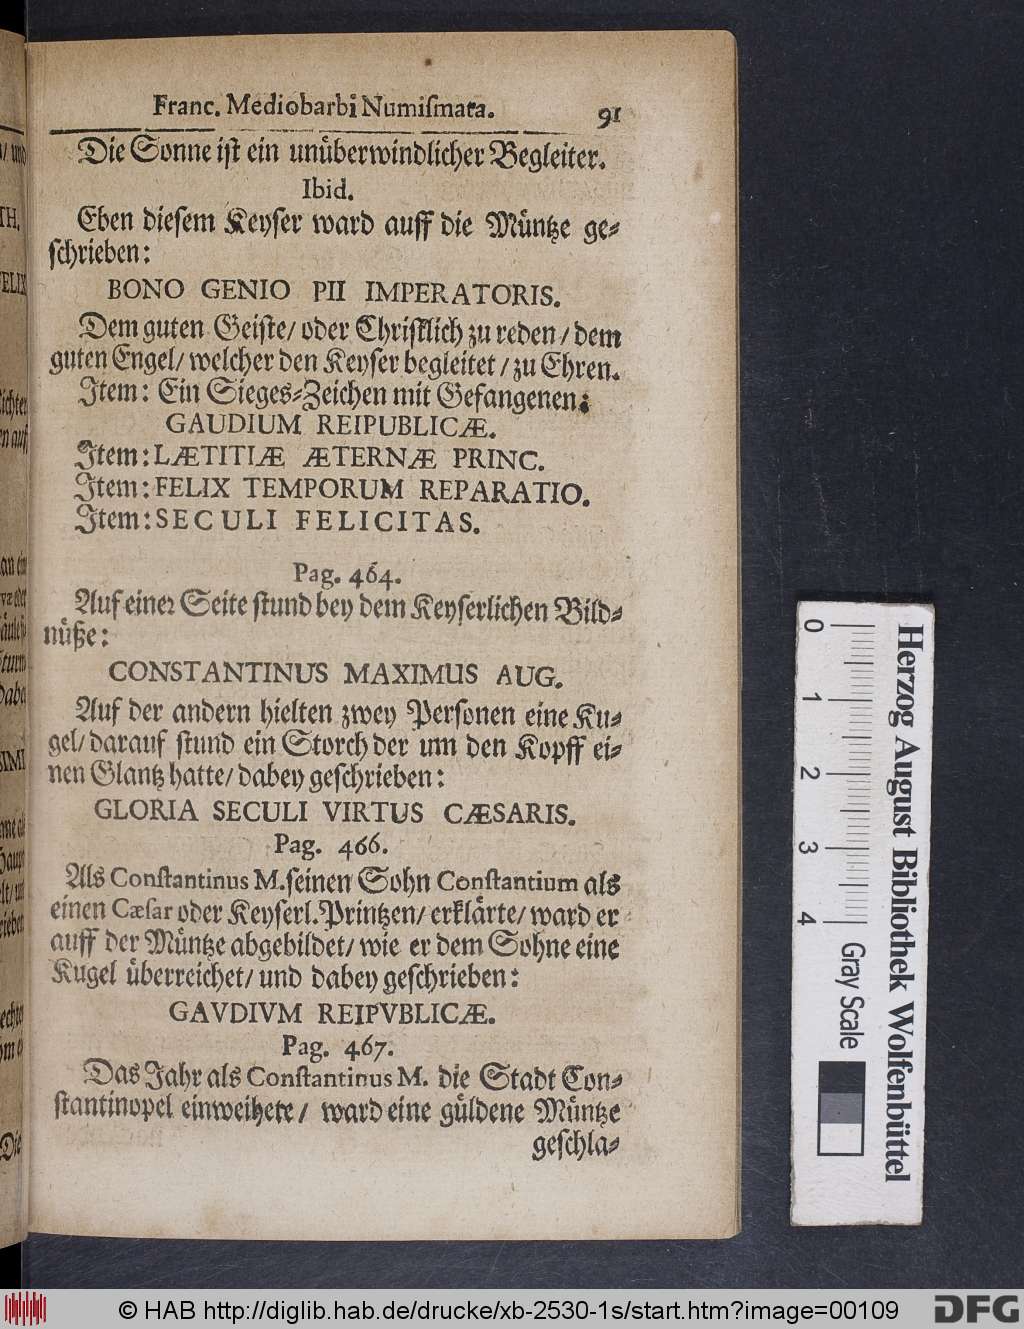 Franc. Mediobarbi Numiſmata. 91
Die Sonne iſt ein unüberwindlicher Begleiter.
Ibid.
Eben dieſem Keyſer ward auff die Müntze ge-
ſchrieben:
BONO GENIO PII IMPERATORIS.
Dem guten Geiſte/ oder Chriſtlich zu reden/ dem
guten Engel/ welcher den Keyſer begleitet/ zu Ehren.
Item: Ein Sieges-Zeichen mit Gefangenen:
GAUDIUM REIPUBLICÆ.
Item: LÆTITIÆ ÆTERNÆ PRINC.
Item: FELIX TEMPORUM REPARATIO.
Item: SECULI FELICITAS.
Pag. 464.
Auf einer Seite ſtund bey dem Keyſerlichen Bild-
nüße:
CONSTANTINUS MAXIMUS AUG.
Auf der andern hielten zwey Perſonen eine Ku-
gel/ darauf ſtund ein Storch der um den Kopff ei-
nen Glantz hatte/ dabey geſchrieben:
GLORIA SECULI VIRTUS CÆSARIS.
Pag. 466.
Als Conſtantinus M. ſeinen Sohn Conſtantium als
einen Cæſar oder Keyſerl. Printzen/ erklärte/ ward er
auff der Müntze abgebildet/ wie er dem Sohne eine
Kugel überreichet/ und dabey geſchrieben:
GAVDIVM REIPVBLICÆ.
Pag. 467.
Das Jahr als Conſtantinus M. die Stadt Con-
ſtantinopel einweihete/ ward eine güldene Müntze
geſchla-
0 1 2 3 4
Gray Scale
Herzog August Bibliothek Wolfenbüttel
© HAB http://diglib.hab.de/drucke/xb-2530-1s/start.htm?image=00109
DFG